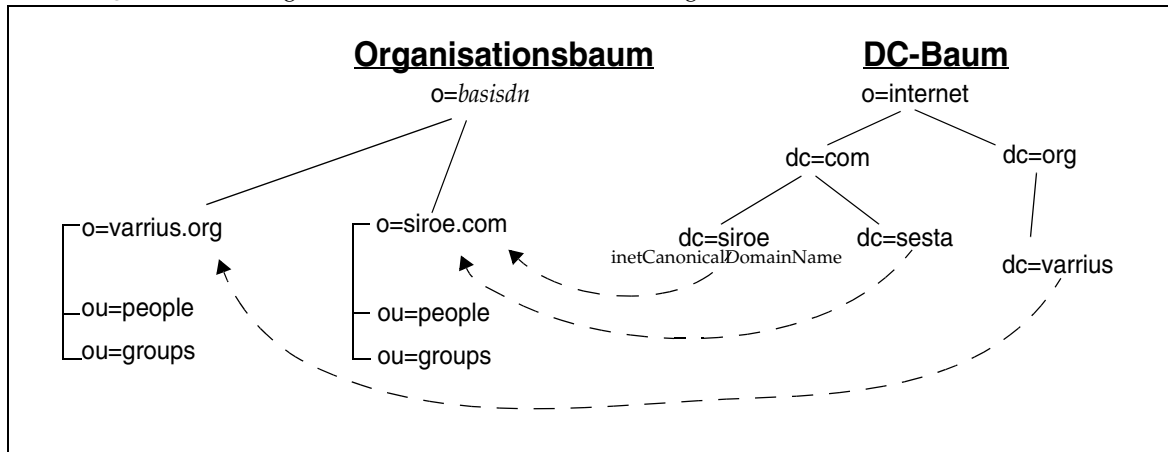 Organisationsbaum
o=basisdn
o=varrius.org
ou=people
ou=groups
o=siroe.com
ou=people
ou=groups
DC-Baum
o=internet
dc=com
dc=org
dc=siroe
inetCanonicalDomainName
dc=sesta
dc=varrius